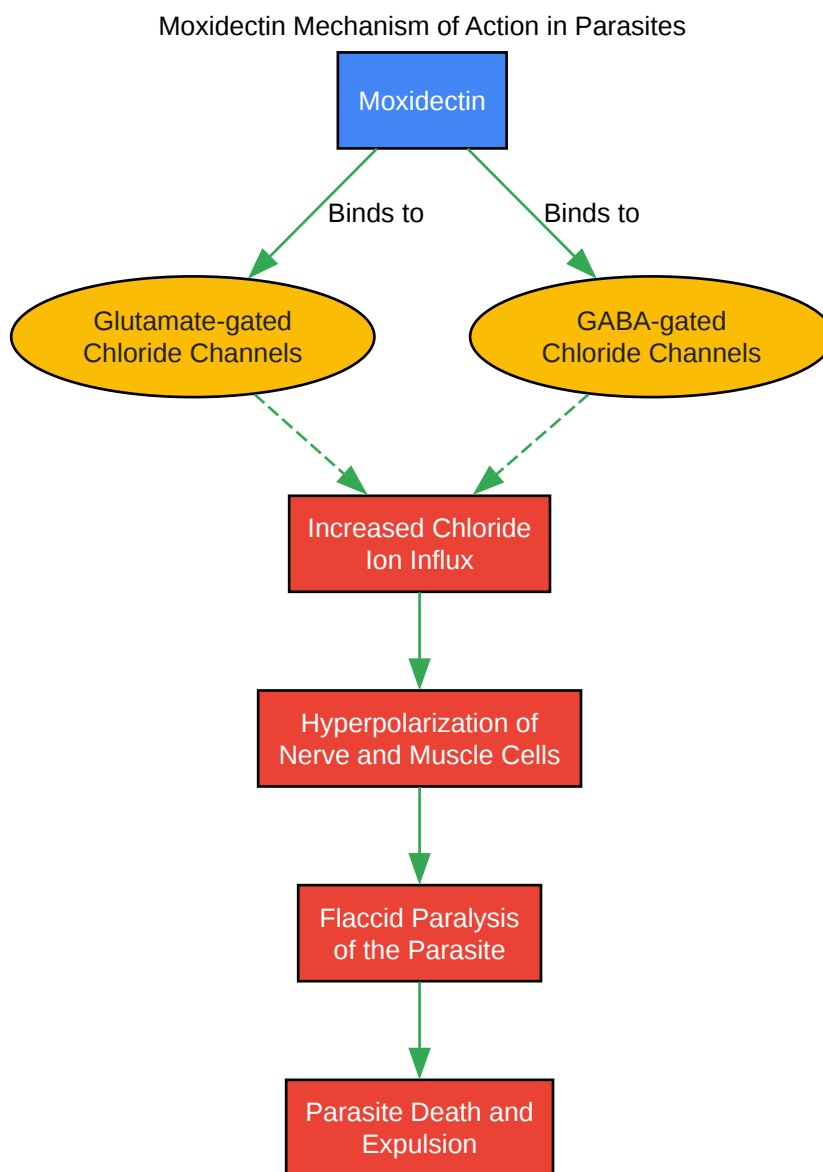 Moxidectin Mechanism of Action in Parasites
Moxidectin
Binds to
Binds to
Glutamate-gated
Chloride Channels
GABA-gated
Chloride Channels
Increased Chloride
Ion Influx
Hyperpolarization of
Nerve and Muscle Cells
Flaccid Paralysis
of the Parasite
Parasite Death and
Expulsion